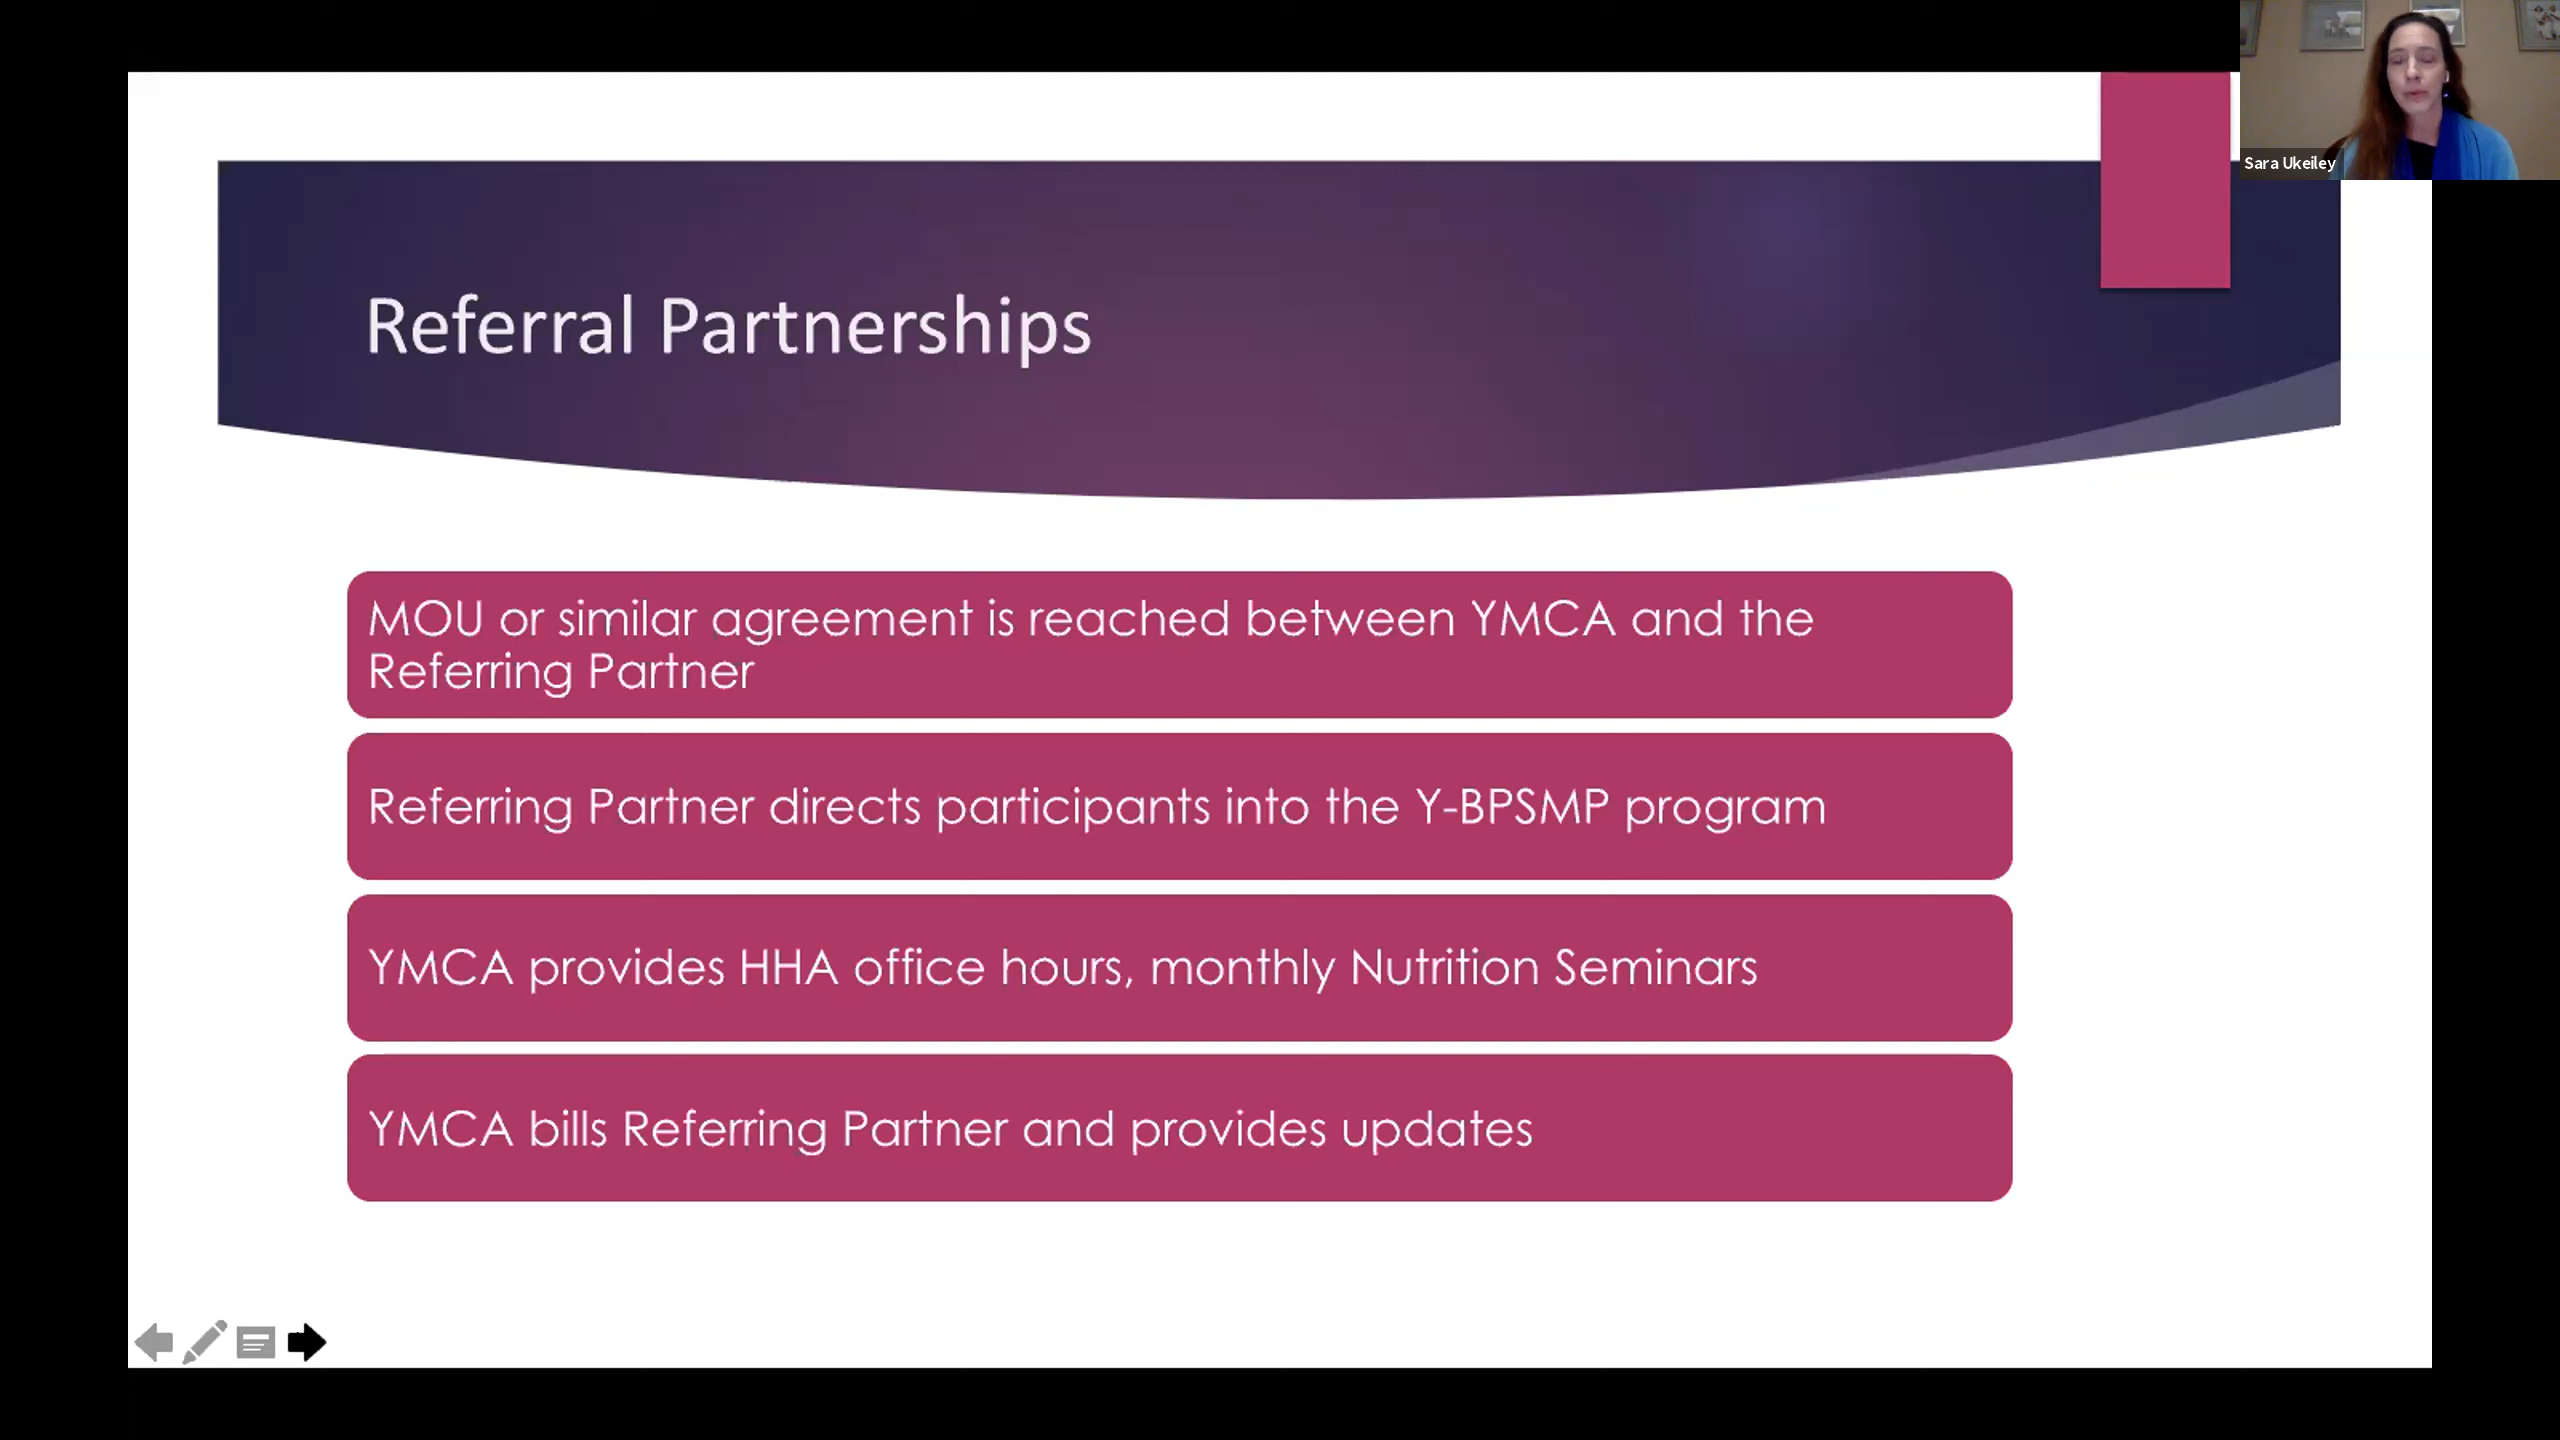 Sara Ukeiley
Referral Partnerships
MOU or similar agreement is reached between YMCA and the
Referring Partner
Referring Partner directs participants into the Y-BPSMP program
YMCA provides HHA office hours, monthly Nutrition Seminars
YMCA bills Referring Partner and provides updates